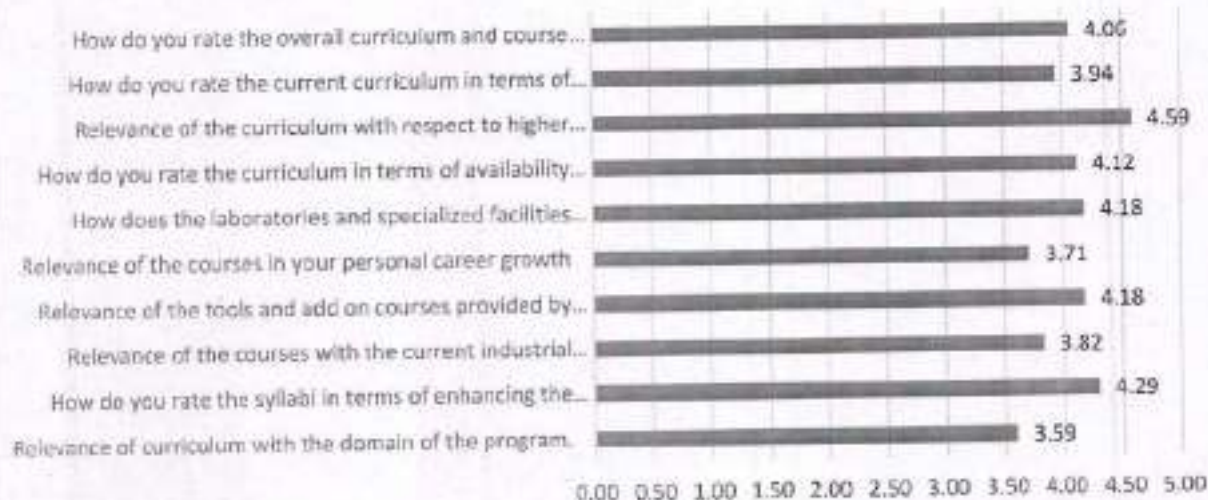 How do you rate the overall curriculum and course... 4.06
How do you rate the current curriculum in terms of... 3.94
Relevance of the curriculum with respect to higher... 4.59
How do you rate the curriculum in terms of availability... 4.12
How does the laboratories and specialized facilities... 4.18
Relevance of the courses in your personal career growth 3.71
Relevance of the tools and add on courses provided by... 4.18
Relevance of the courses with the current industrial... 3.82
How do you rate the syllabi in terms of enhancing the... 4.29
Relevance of curriculum with the domain of the program. 3.59
0.00 0.50 1.00 1.50 2.00 2.50 3.00 3.50 4.00 4.50 5.00